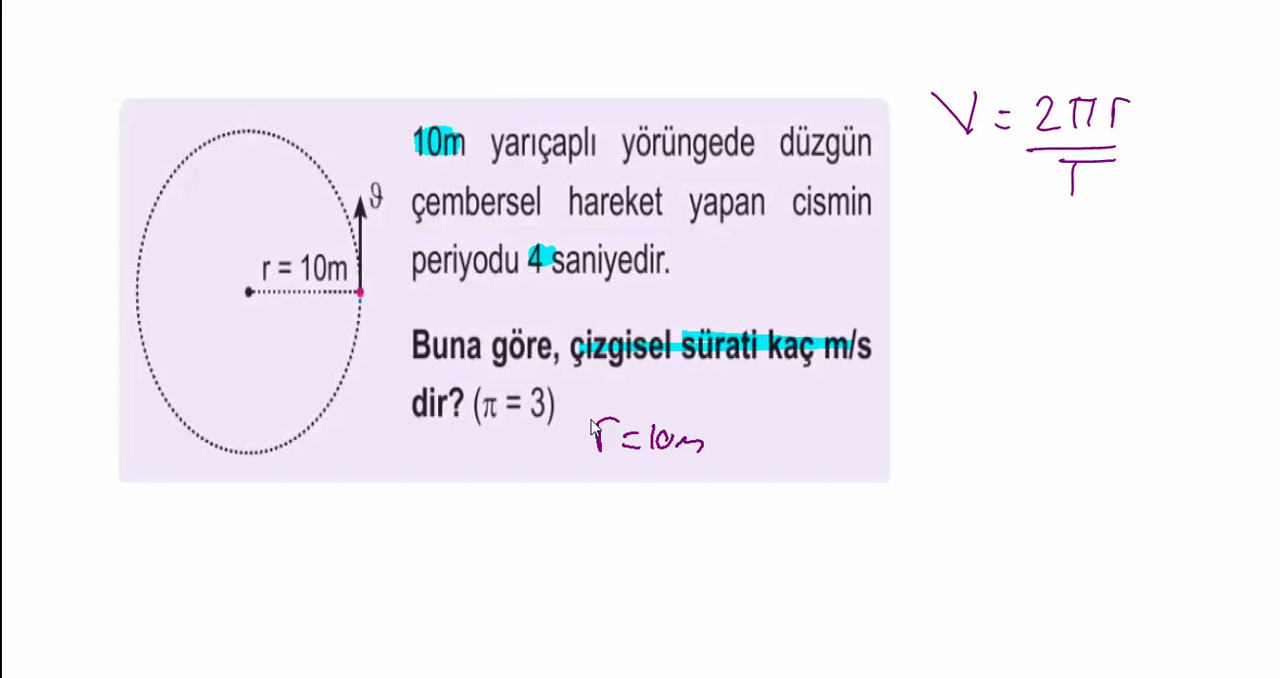 10m yarıçaplı yörüngede düzgün
çembersel hareket yapan cismin
periyodu 4 saniyedir.
Buna göre, çizgisel sürati kaç m/s
dir? (π = 3)
r = 10m
ϑ
r = 10m
V = 2πr
T